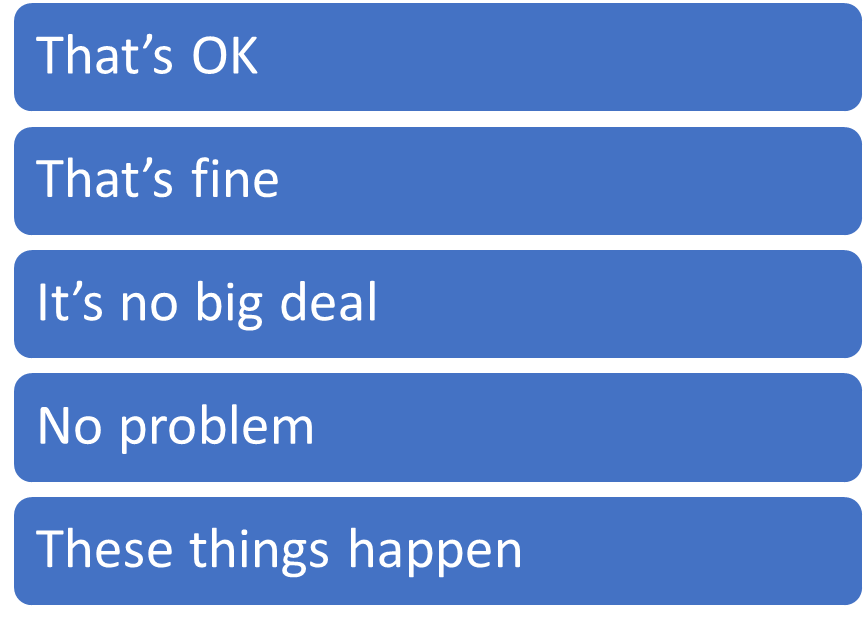 That’s OK
That’s fine
It’s no big deal
No problem
These things happen